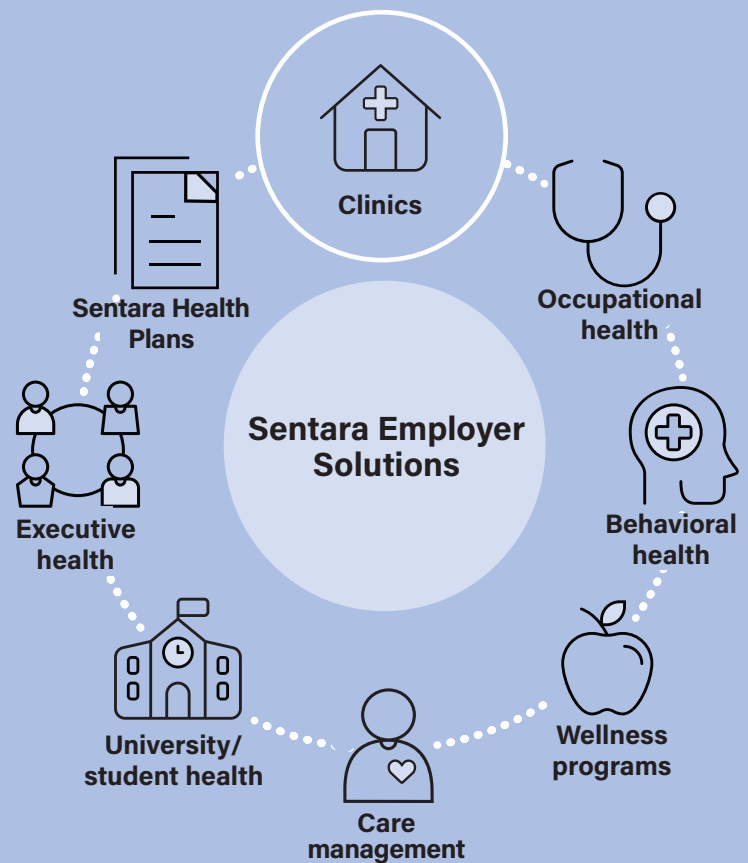 Clinics
Occupational
health
Behavioral
health
Wellness
programs
Care
management
University/
student health
Executive
health
Sentara Health
Plans
Sentara Employer
Solutions